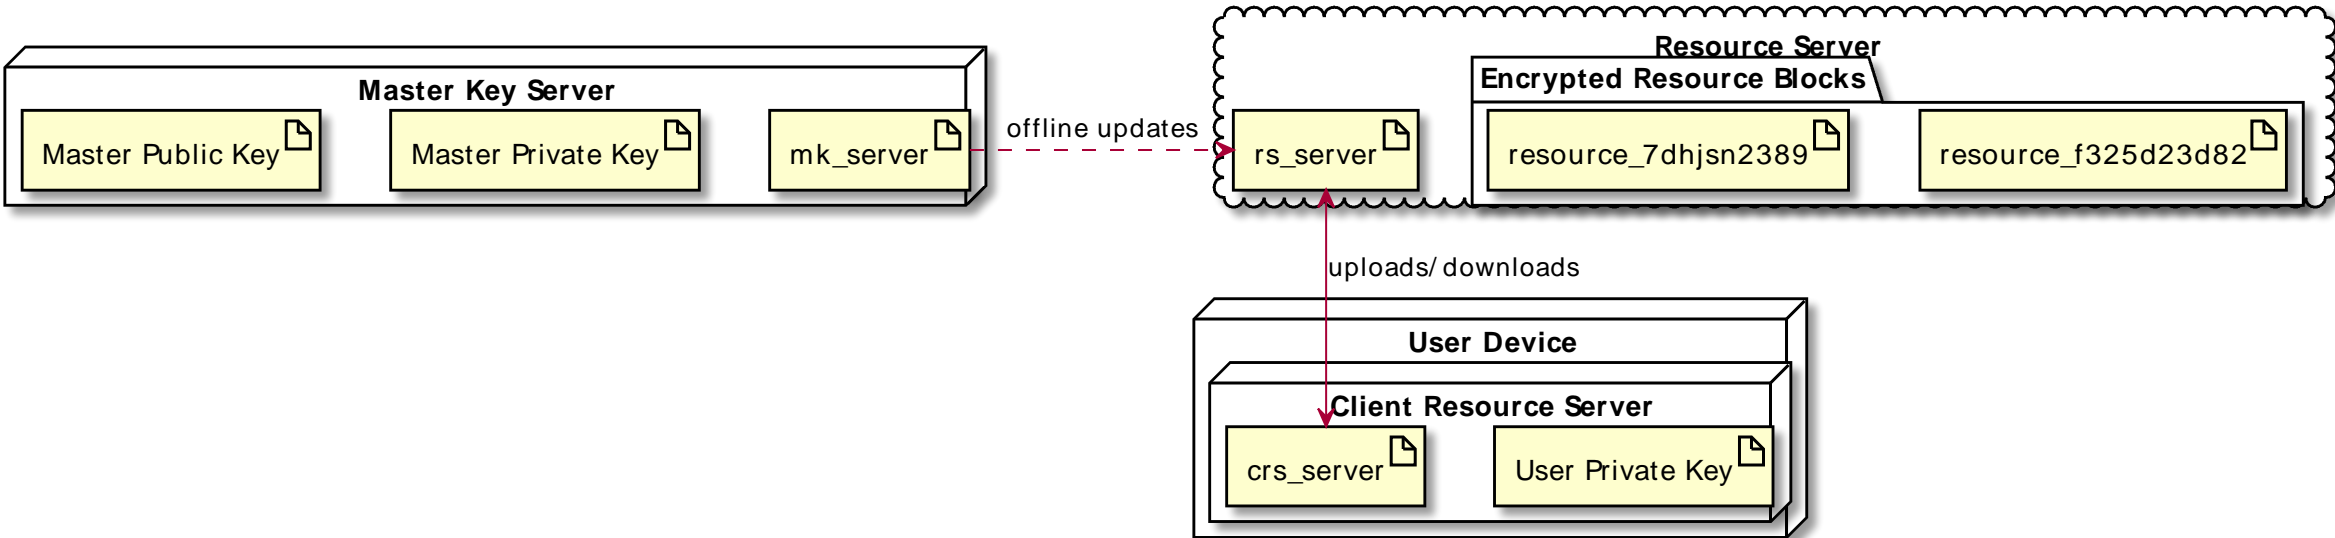 Resource Server
Master Key Server
Encrypted Resource Blocks
Master Public Key
Master Private Key
mk_server
offline updates
rs_server
resource_7dhjsn2389
resource_f325d23d82
uploads/ downloads
User Device
Client Resource Server
crs_server
User Private Key